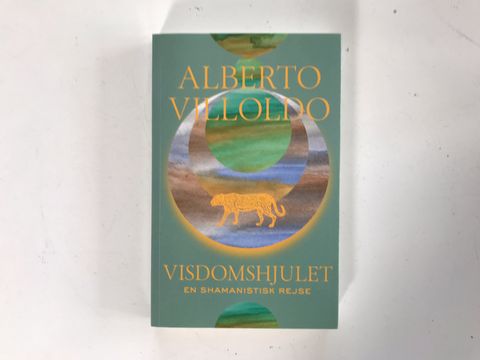 ALBERTO
VILLOLDO
VISDOMSHJULET
EN SHAMANISTISK REJSE